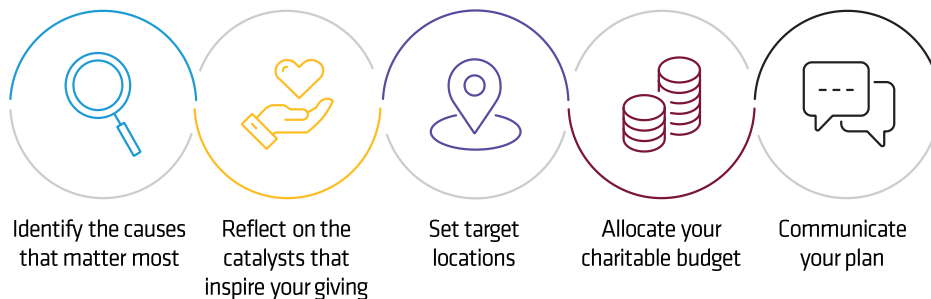 Identify the causes
that matter most
Reflect on the
catalysts that
inspire your giving
Set target
locations
Allocate your
charitable budget
Communicate
your plan